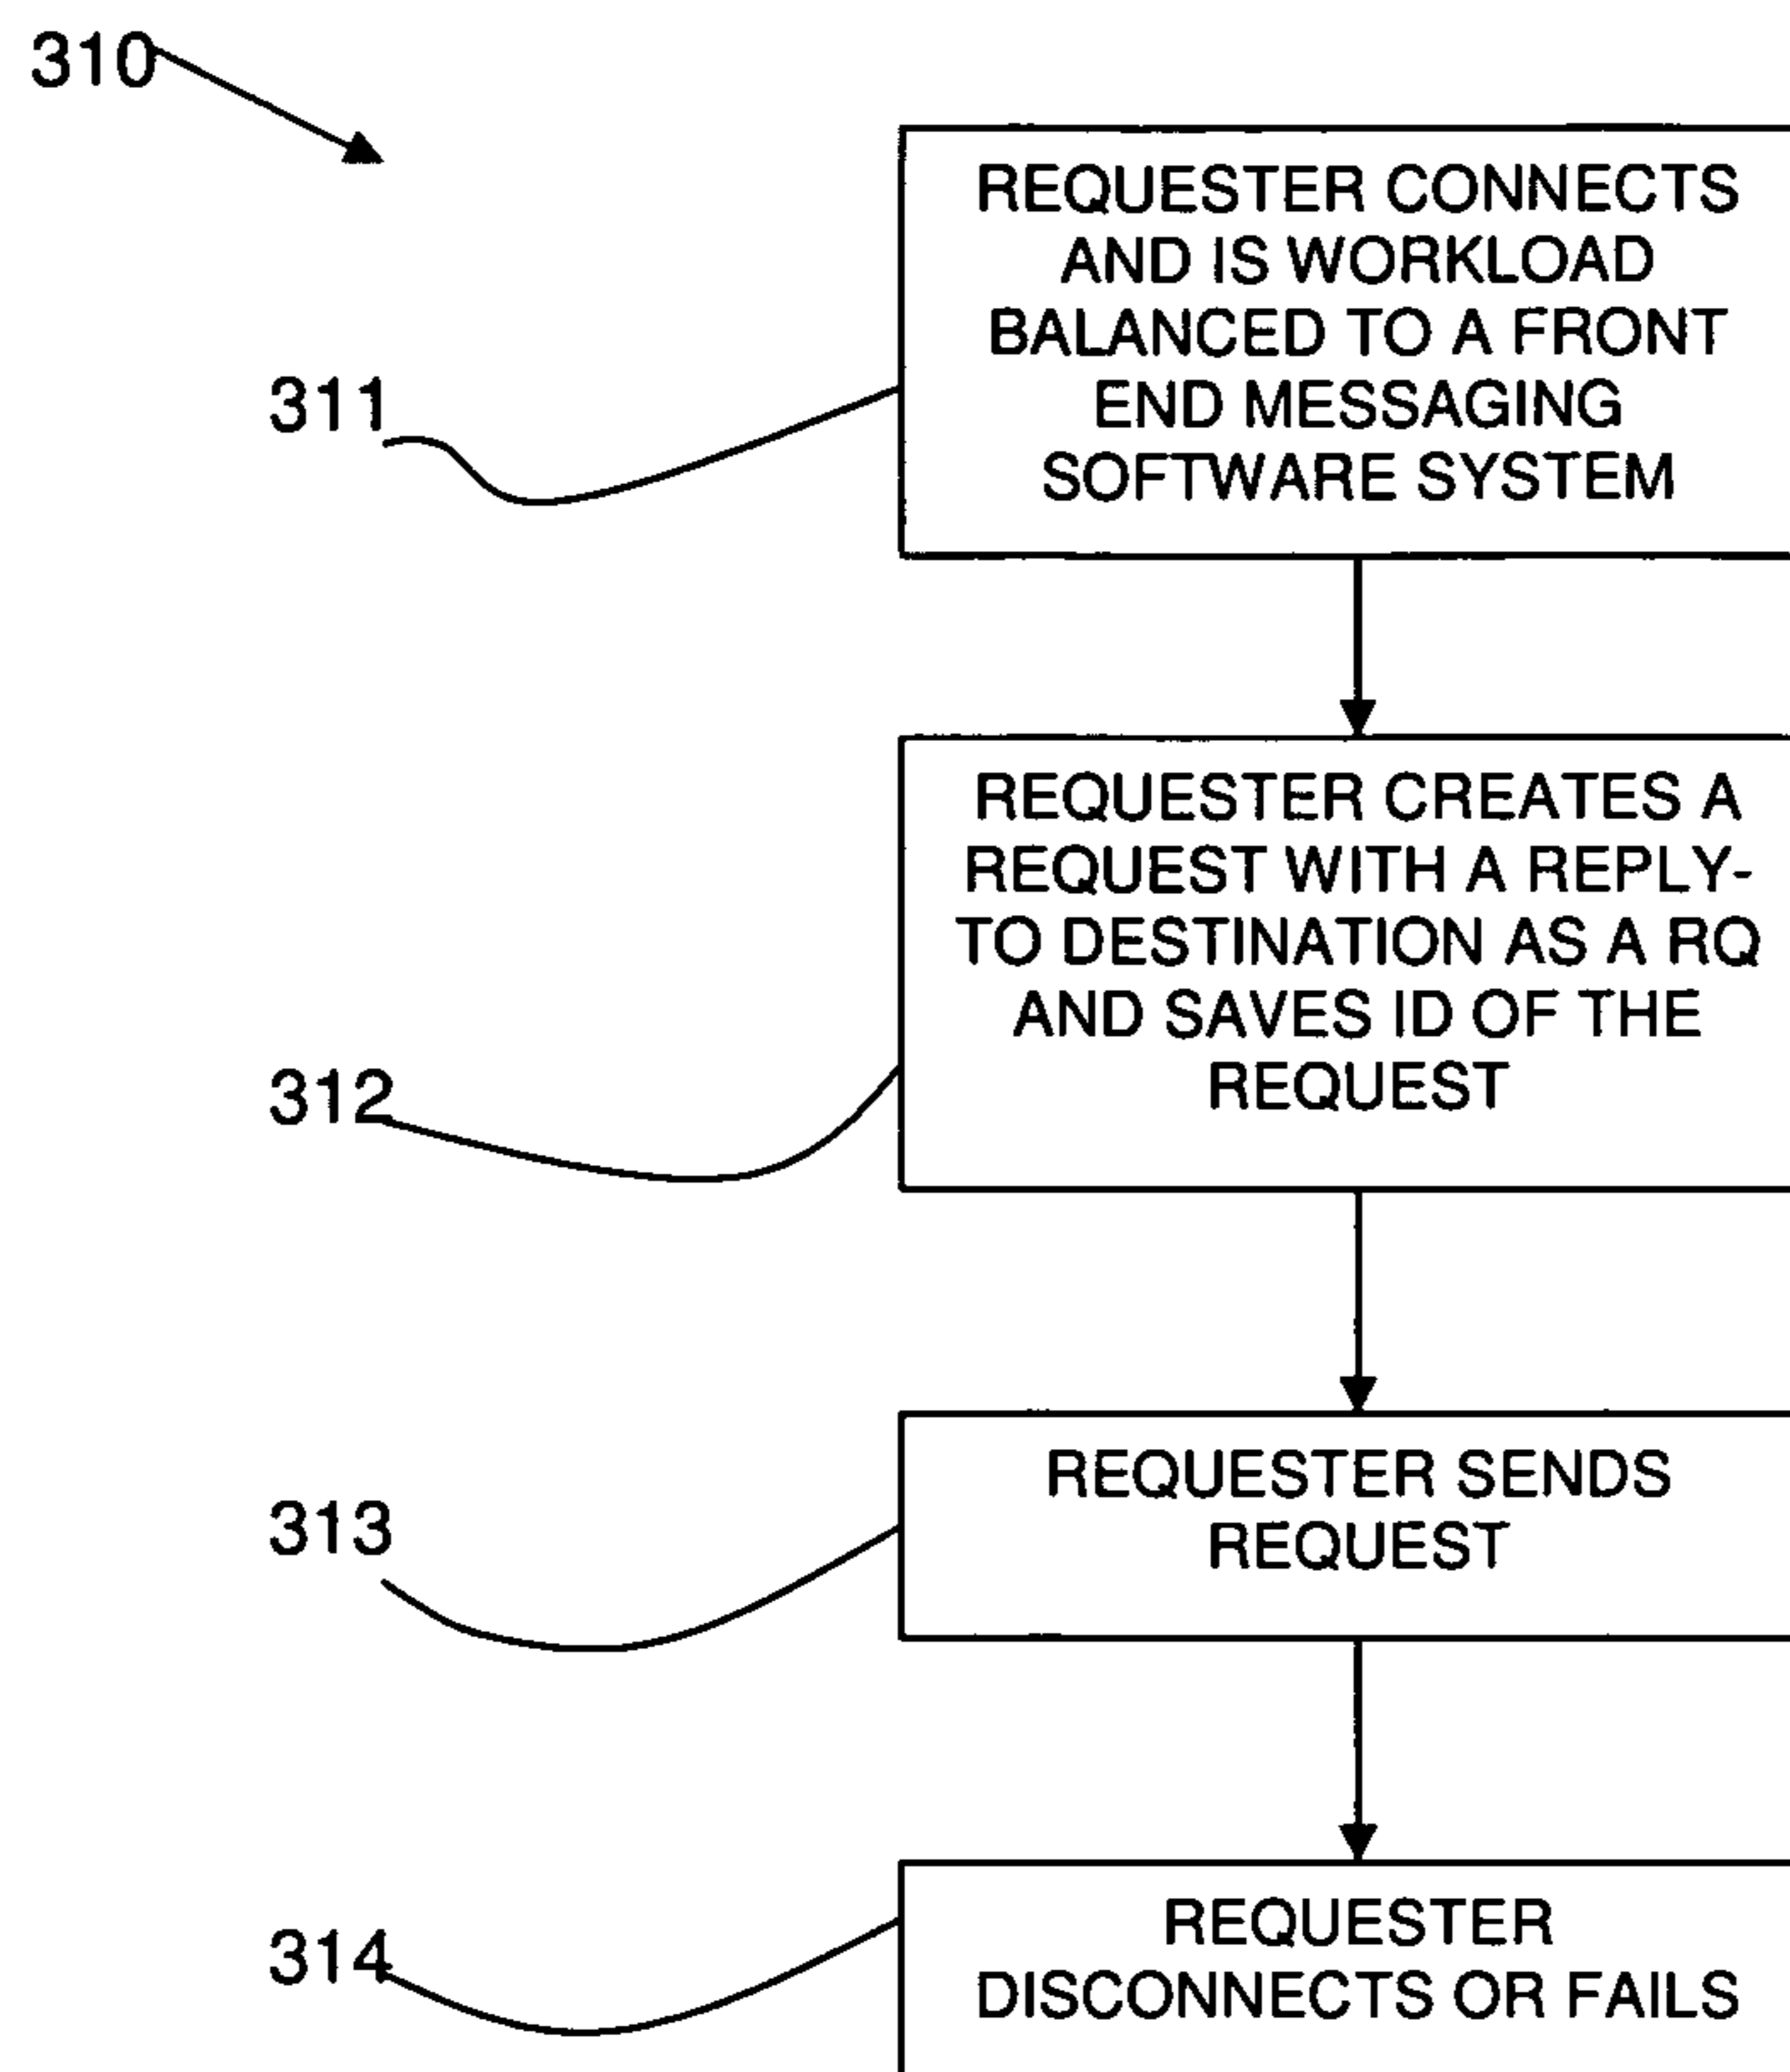 310
REQUESTER CONNECTS
AND IS WORKLOAD
BALANCED TO A FRONT
END MESSAGING
SOFTWARE SYSTEM
311
REQUESTER CREATES A
REQUEST WITH A REPLY-
TO DESTINATION AS A RQ
AND SAVES ID OF THE
REQUEST
312
REQUESTER SENDS
REQUEST
313
REQUESTER
DISCONNECTS OR FAILS
314